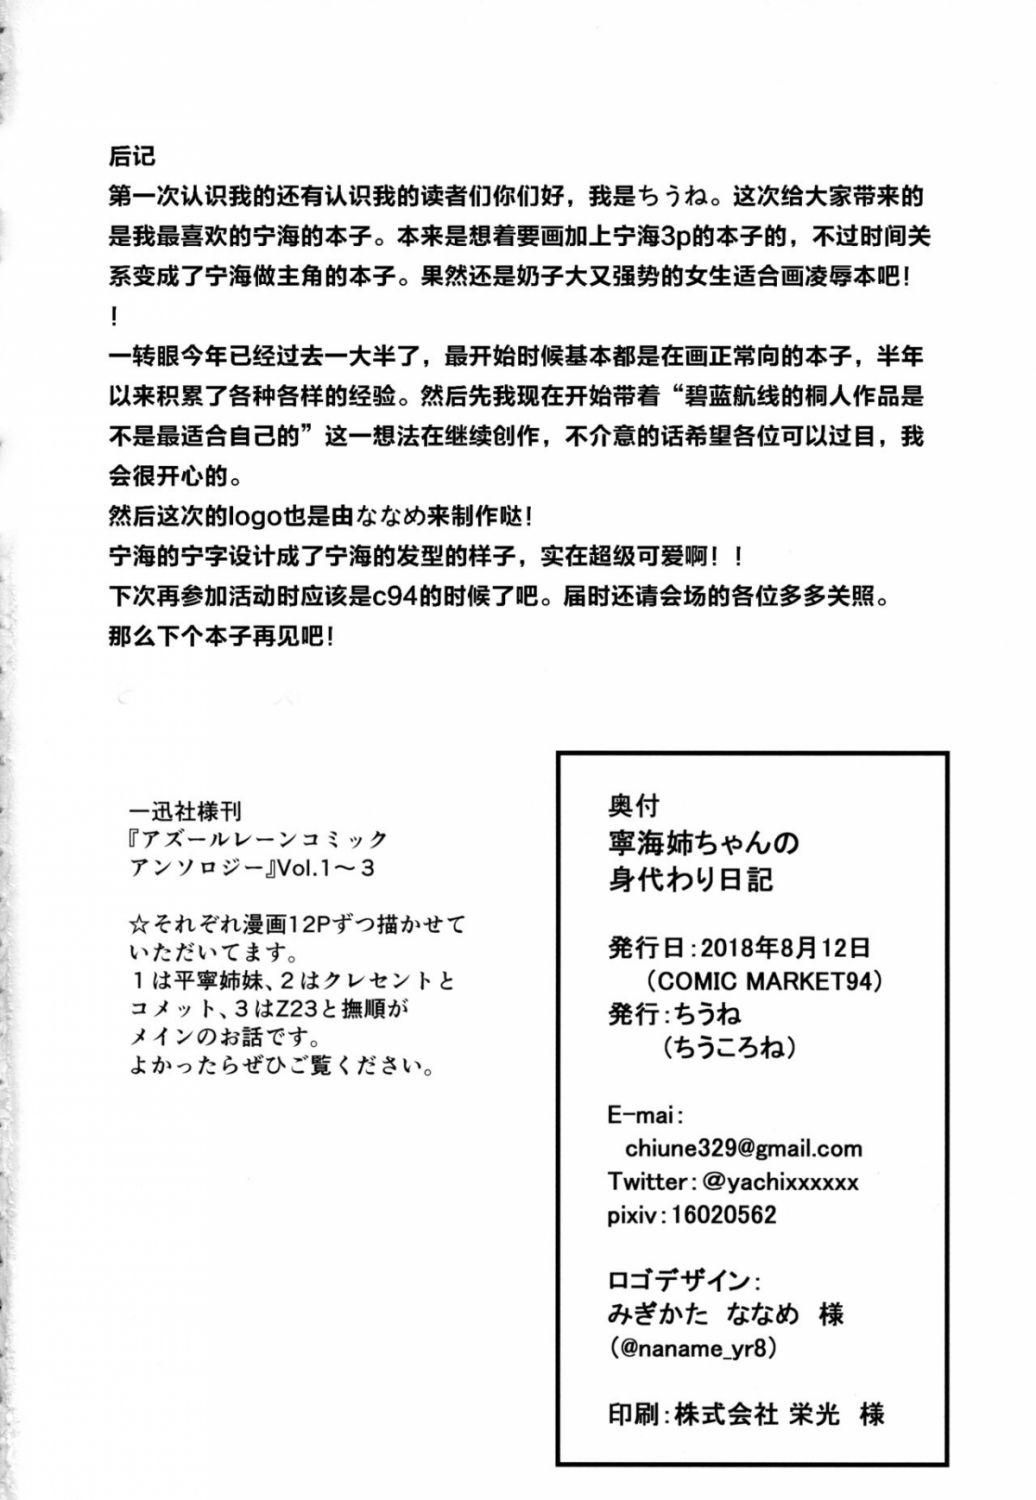 后记
第一次认识我的还有认识我的读者们你们好，我是ちうね。这次给大家带来的
是我最喜欢的宁海的本子。本来是想着要画加上宁海3p的本子的，不过时间关
系变成了宁海做主角的本子。果然还是奶子大又强势的女生适合画凌辱本吧！
！
一转眼今年已经过去一大半了，最开始时候基本都是在画正常向的本子，半年
以来积累了各种各样的经验。然后先我现在开始带着“碧蓝航线的桐人作品是
不是最适合自己的”这一想法在继续创作，不介意的话希望各位可以过目，我
会很开心的。
然后这次的logo也是由ななめ来制作哒！
宁海的宁字设计成了宁海的发型的样子，实在超级可爱啊！！
下次再参加活动时应该是c94的时候了吧。届时还请会场的各位多多关照。
那么下个本子再见吧！
一迅社様刊
『アズールレーンコミック
アンソロジー』Vol.1～3
☆それぞれ漫画12Pずつ描かせて
いただいてます。
１は平寧姉妹、２はクレセントと
コメット、３はZ23と撫順が
メインのお話です。
よかったらぜひご覧ください。
奥付
寧海姉ちゃんの
身代わり日記
発行日：2018年8月12日
（COMIC MARKET94）
発行：ちうね
（ちうころね）
E-mai：
chiune329@gmail.com
Twitter：@yachixxxxxx
pixiv：16020562
ロゴデザイン：
みぎかた ななめ 様
（@naname_yr8）
印刷：株式会社 栄光 様